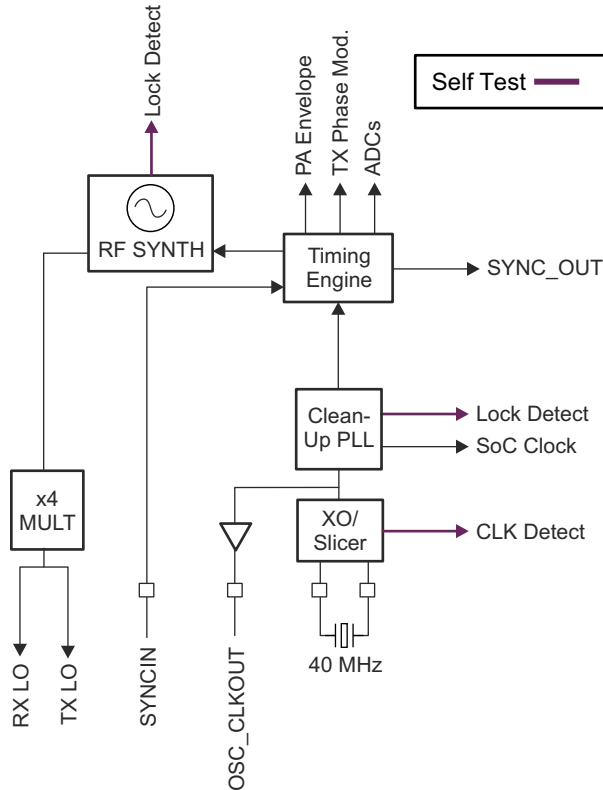 Lock Detect
PA Envelope
TX Phase Mod.
ADCs
Self Test
RF SYNTH
Timing
Engine
SYNC_OUT
Clean-
Up PLL
Lock Detect
SoC Clock
x4
MULT
XO/
Slicer
CLK Detect
40 MHz
RX LO
TX LO
SYNCIN
OSC_CLKOUT